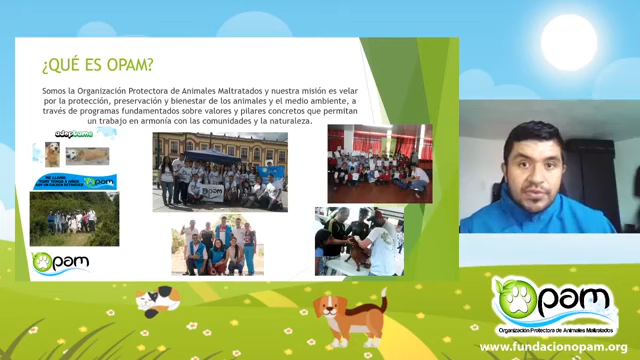 ¿QUÉ ES OPAM?
Somos la Organización Protectora de Animales Maltratados y nuestra misión es velar
por la protección, preservación y bienestar de los animales y el medio ambiente, a
través de programas fundamentados sobre valores y pilares concretos que permitan
un trabajo en armonía con las comunidades y la naturaleza.
Opam
Opam
Opam
Organización Protectora de Animales Maltratados
www.fundacionopam.org